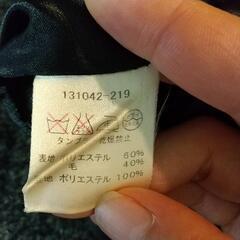 131042-219
タンブラー乾燥禁止
表地 ポリエステル 60%
毛 40%
裏地 ポリエステル 100%